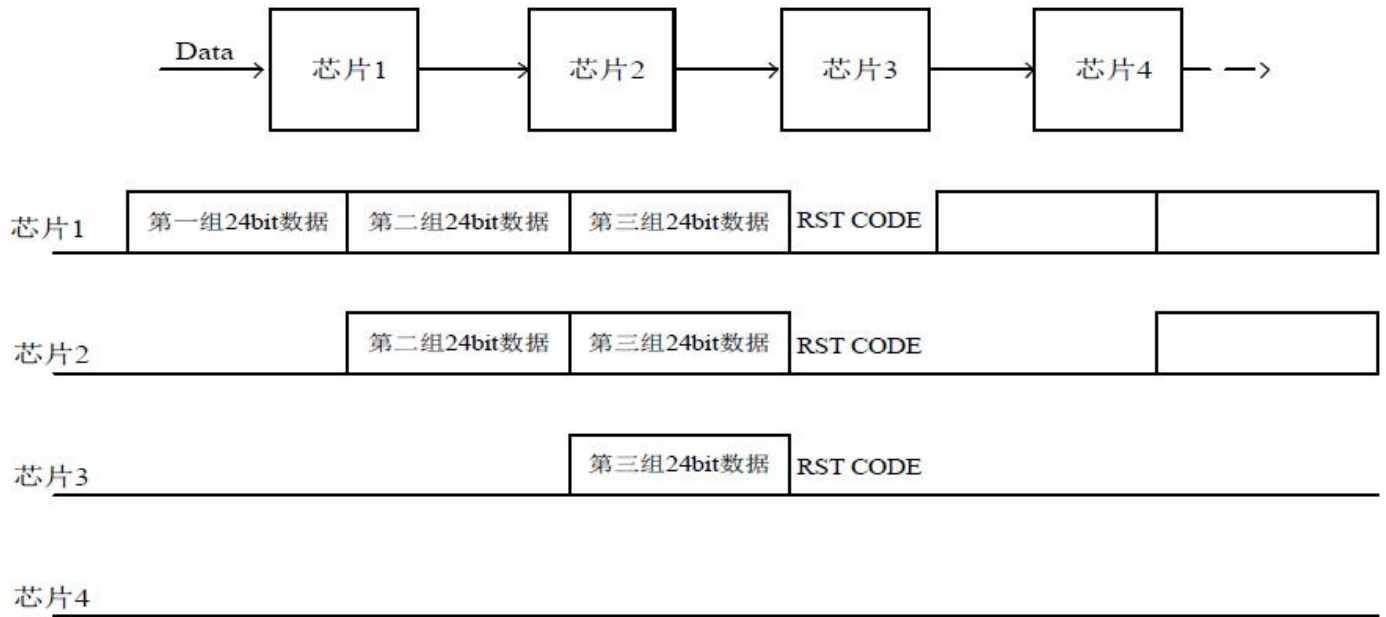 Data
芯片1
芯片2
芯片3
芯片4
芯片1 第一组24bit数据 第二组24bit数据 第三组24bit数据 RST CODE
芯片2 第二组24bit数据 第三组24bit数据 RST CODE
芯片3 第三组24bit数据 RST CODE
芯片4